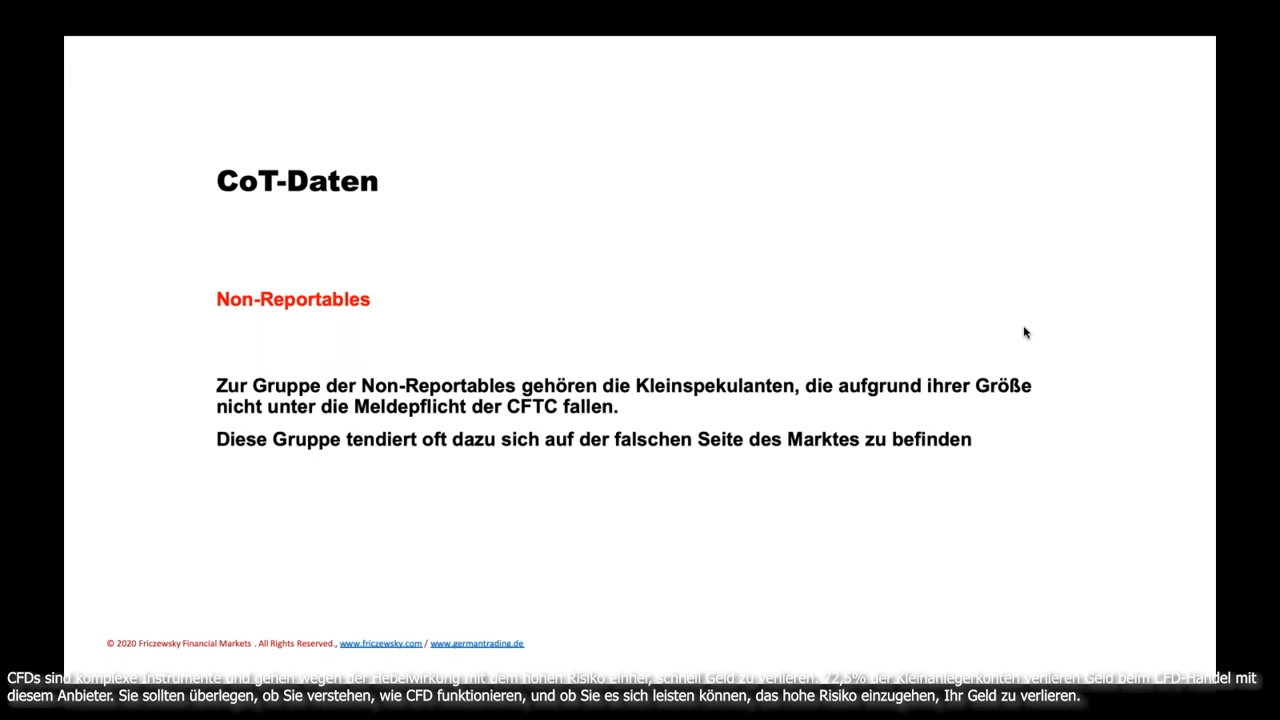 CoT-Daten
Non-Reportables
Zur Gruppe der Non-Reportables gehören die Kleinspekulanten, die aufgrund ihrer Größe
nicht unter die Meldepflicht der CFTC fallen.
Diese Gruppe tendiert oft dazu sich auf der falschen Seite des Marktes zu befinden
© 2020 Friczewsky Financial Markets . All Rights Reserved., www.friczewsky.com / www.germantrading.de
CFDs sind komplexe Instrumente und gehen wegen der Hebelwirkung mit dem hohen Risiko einher, schnell Geld zu verlieren. 72,5% der Kleinanlegerkonten verlieren Geld beim CFD-Handel mit
diesem Anbieter. Sie sollten überlegen, ob Sie verstehen, wie CFD funktionieren, und ob Sie es sich leisten können, das hohe Risiko einzugehen, Ihr Geld zu verlieren.